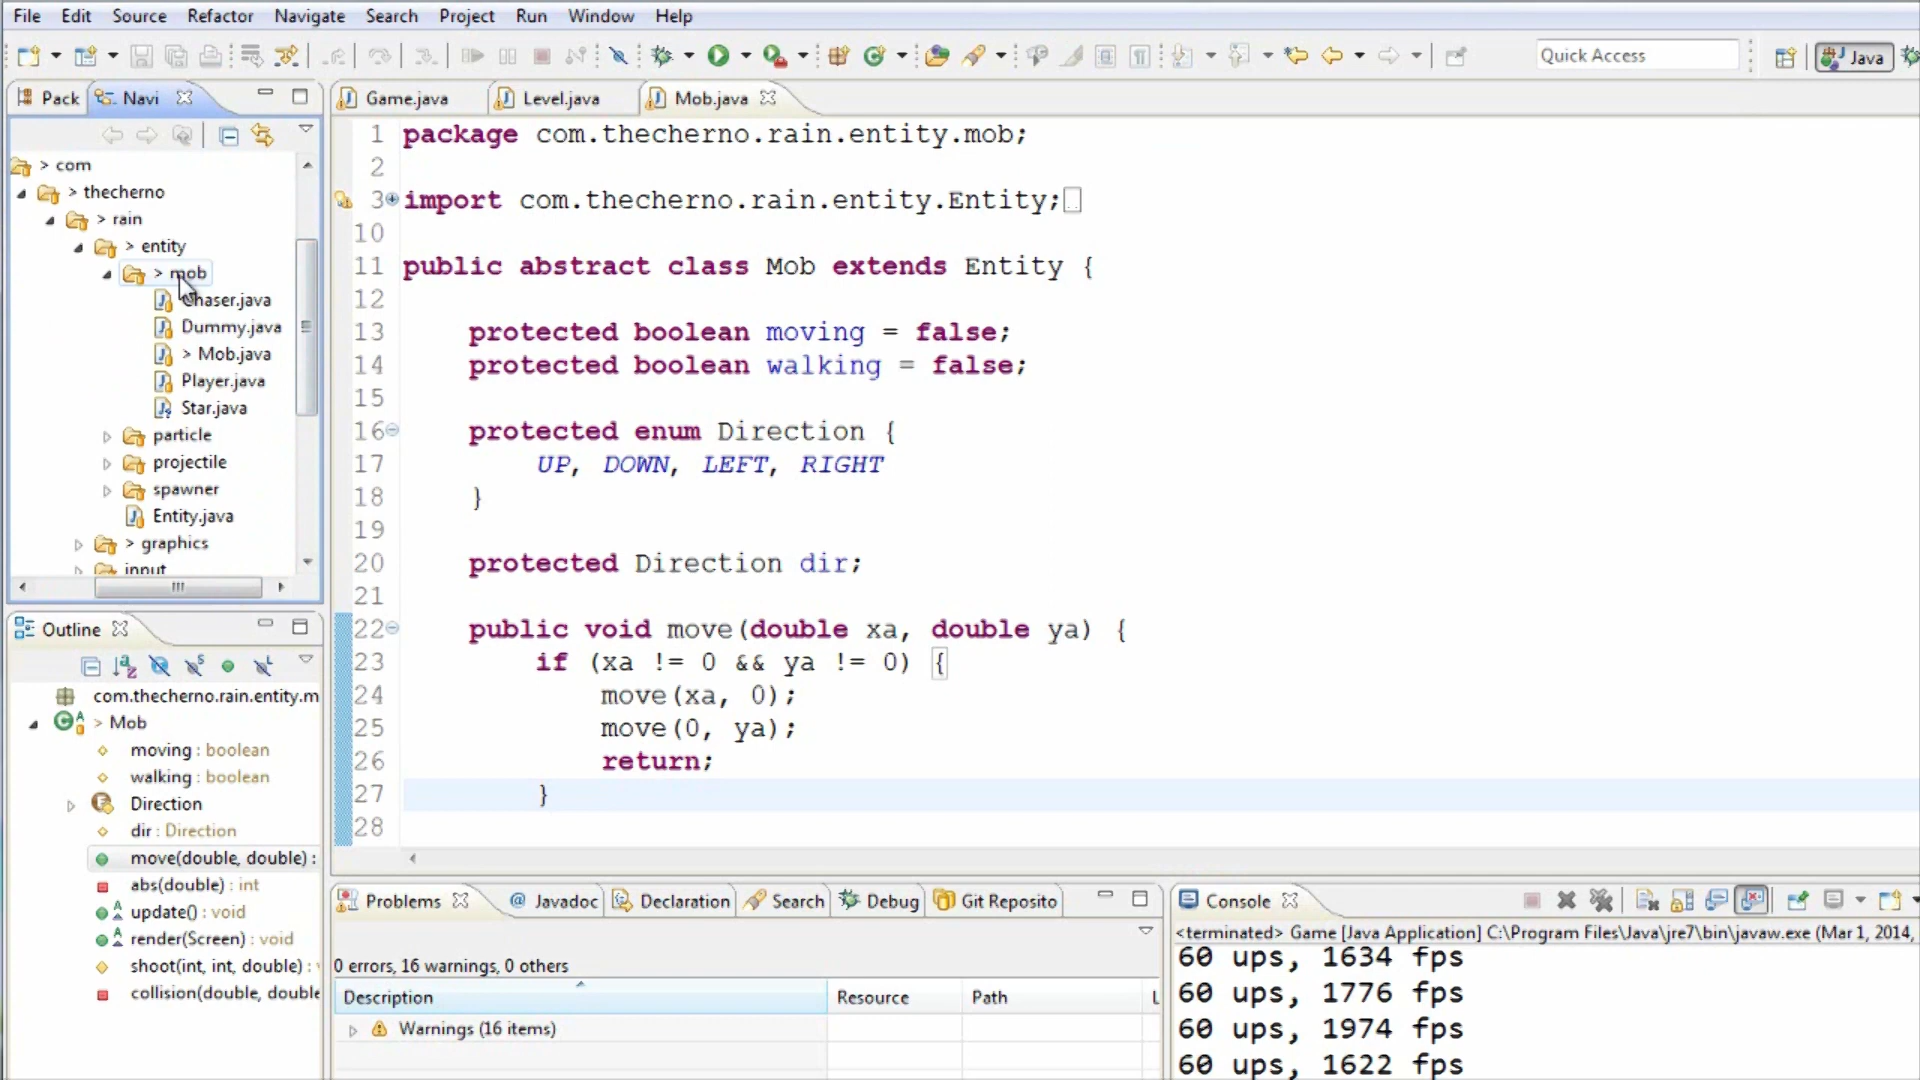 File Edit Source Refactor Navigate Search Project Run Window Help
Quick Access
Java
Pack Navi
Game.java Level.java Mob.java
> com
> thecherno
> rain
> entity
> mob
Chaser.java
Dummy.java
> Mob.java
Player.java
Star.java
particle
projectile
spawner
Entity.java
> graphics
input
1 package com.thecherno.rain.entity.mob;
2
3 import com.thecherno.rain.entity.Entity;
10
11 public abstract class Mob extends Entity {
12
13 protected boolean moving = false;
14 protected boolean walking = false;
15
16 protected enum Direction {
17 UP, DOWN, LEFT, RIGHT
18 }
19
20 protected Direction dir;
21
22 public void move(double xa, double ya) {
23 if (xa != 0 && ya != 0) {
24 move(xa, 0);
25 move(0, ya);
26 return;
27 }
28
Outline
com.thecherno.rain.entity.m
> Mob
moving : boolean
walking : boolean
Direction
dir : Direction
move(double, double) :
abs(double) : int
update() : void
render(Screen) : void
shoot(int, int, double) :
collision(double, double
Problems @ Javadoc Declaration Search Debug Git Reposito
0 errors, 16 warnings, 0 others
Description Resource Path L
Warnings (16 items)
Console
<terminated> Game [Java Application] C:\Program Files\Java\jre7\bin\javaw.exe (Mar 1, 2014,
60 ups, 1634 fps
60 ups, 1776 fps
60 ups, 1974 fps
60 ups, 1622 fps